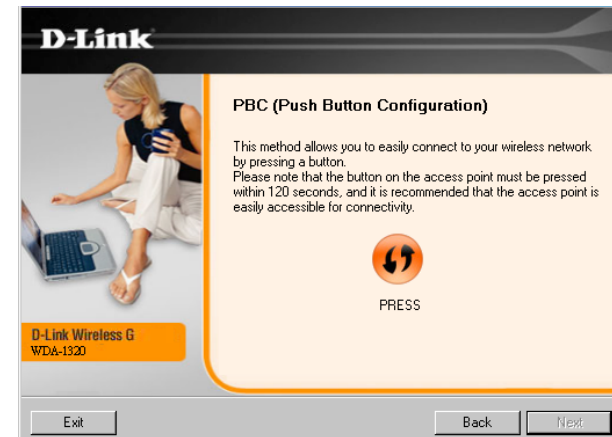 D-Link
PBC (Push Button Configuration)
This method allows you to easily connect to your wireless network
by pressing a button.
Please note that the button on the access point must be pressed
within 120 seconds, and it is recommended that the access point is
easily accessible for connectivity.
PRESS
D-Link Wireless G
WDA-1320
Exit
Back
Next